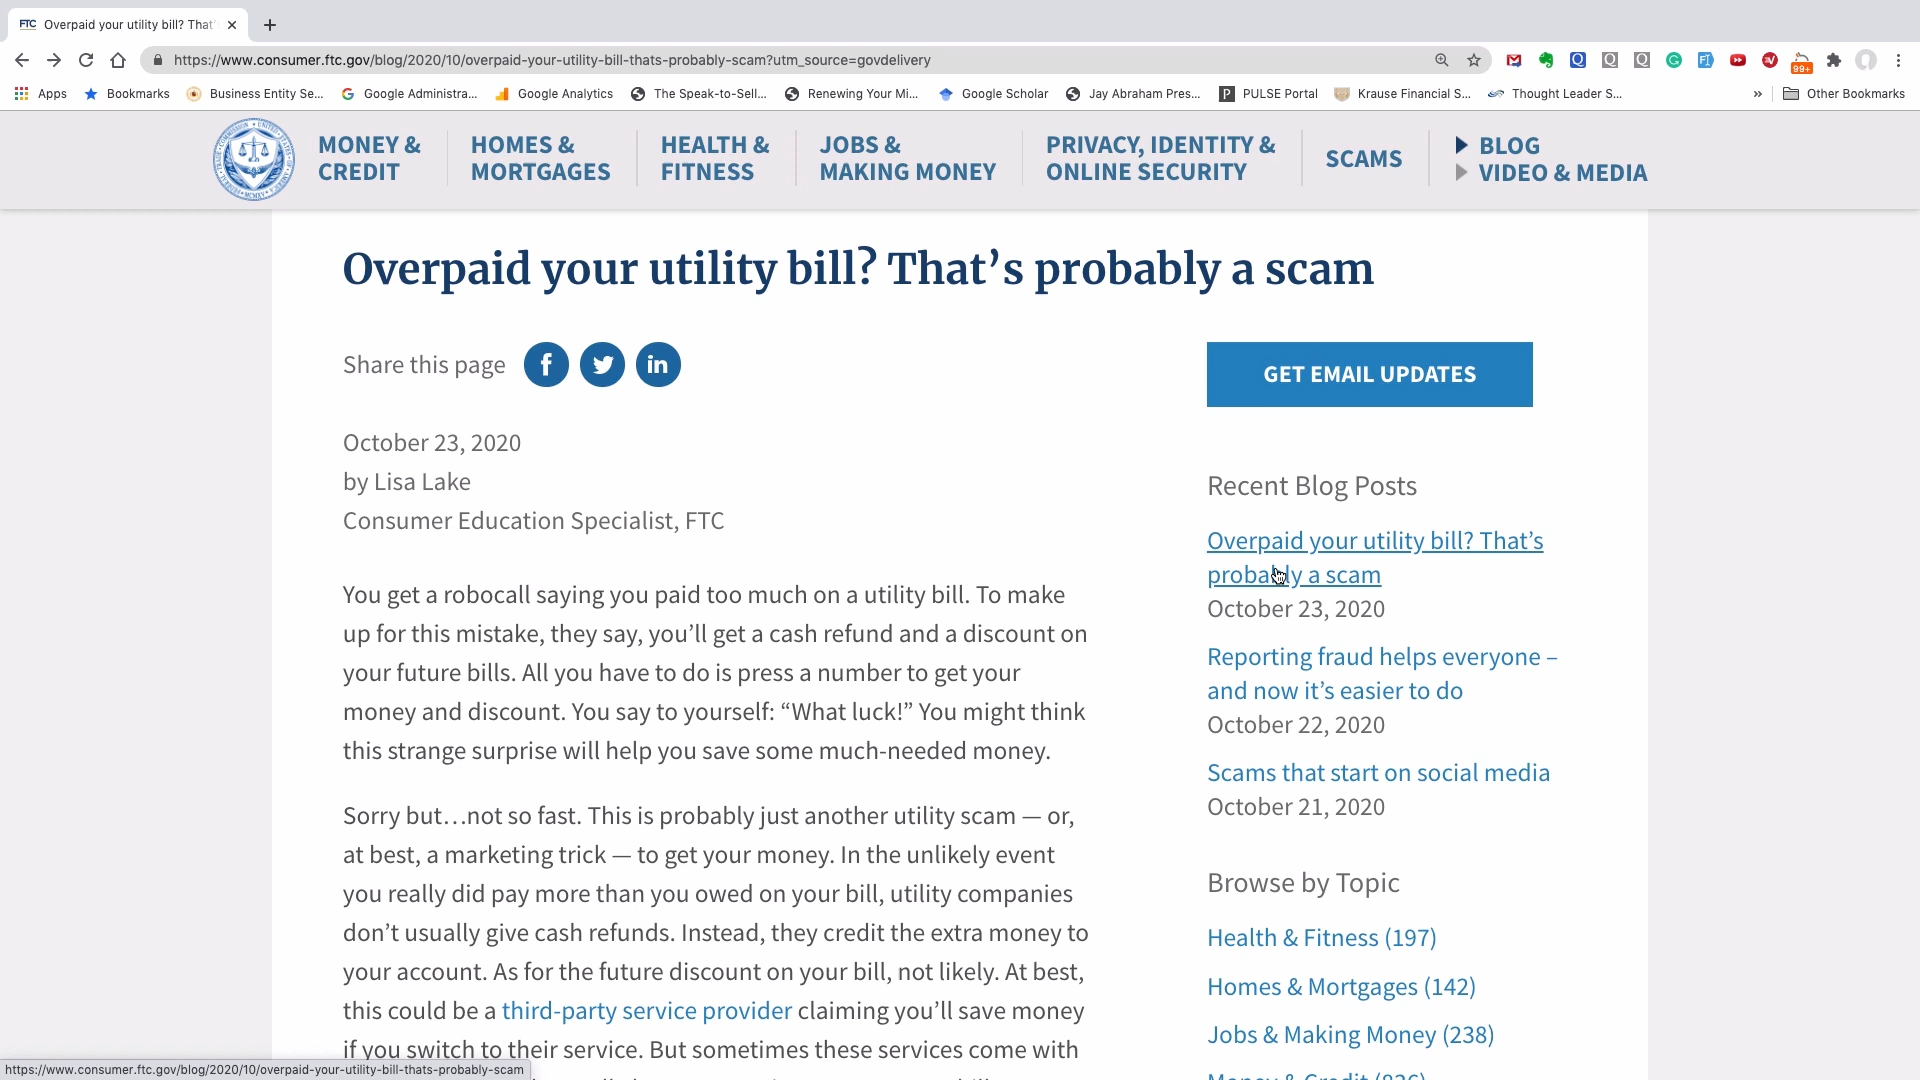 FTC Overpaid your utility bill? That'
https://www.consumer.ftc.gov/blog/2020/10/overpaid-your-utility-bill-thats-probably-scam?utm_source=govdelivery
99+
Apps
Bookmarks
Business Entity Se...
Google Administra...
Google Analytics
The Speak-to-Sell...
Renewing Your Mi...
Google Scholar
Jay Abraham Pres...
P PULSE Portal
Krause Financial S...
Thought Leader S...
»
Other Bookmarks
MONEY &
CREDIT
HOMES &
MORTGAGES
HEALTH &
FITNESS
JOBS &
MAKING MONEY
PRIVACY, IDENTITY &
ONLINE SECURITY
SCAMS
BLOG
VIDEO & MEDIA
Overpaid your utility bill? That’s probably a scam
Share this page
GET EMAIL UPDATES
October 23, 2020
by Lisa Lake
Consumer Education Specialist, FTC
You get a robocall saying you paid too much on a utility bill. To make
up for this mistake, they say, you’ll get a cash refund and a discount on
your future bills. All you have to do is press a number to get your
money and discount. You say to yourself: “What luck!” You might think
this strange surprise will help you save some much-needed money.
Sorry but…not so fast. This is probably just another utility scam — or,
at best, a marketing trick — to get your money. In the unlikely event
you really did pay more than you owed on your bill, utility companies
don’t usually give cash refunds. Instead, they credit the extra money to
your account. As for the future discount on your bill, not likely. At best,
this could be a third-party service provider claiming you’ll save money
if you switch to their service. But sometimes these services come with
Recent Blog Posts
Overpaid your utility bill? That’s
probably a scam
October 23, 2020
Reporting fraud helps everyone –
and now it’s easier to do
October 22, 2020
Scams that start on social media
October 21, 2020
Browse by Topic
Health & Fitness (197)
Homes & Mortgages (142)
Jobs & Making Money (238)
https://www.consumer.ftc.gov/blog/2020/10/overpaid-your-utility-bill-thats-probably-scam